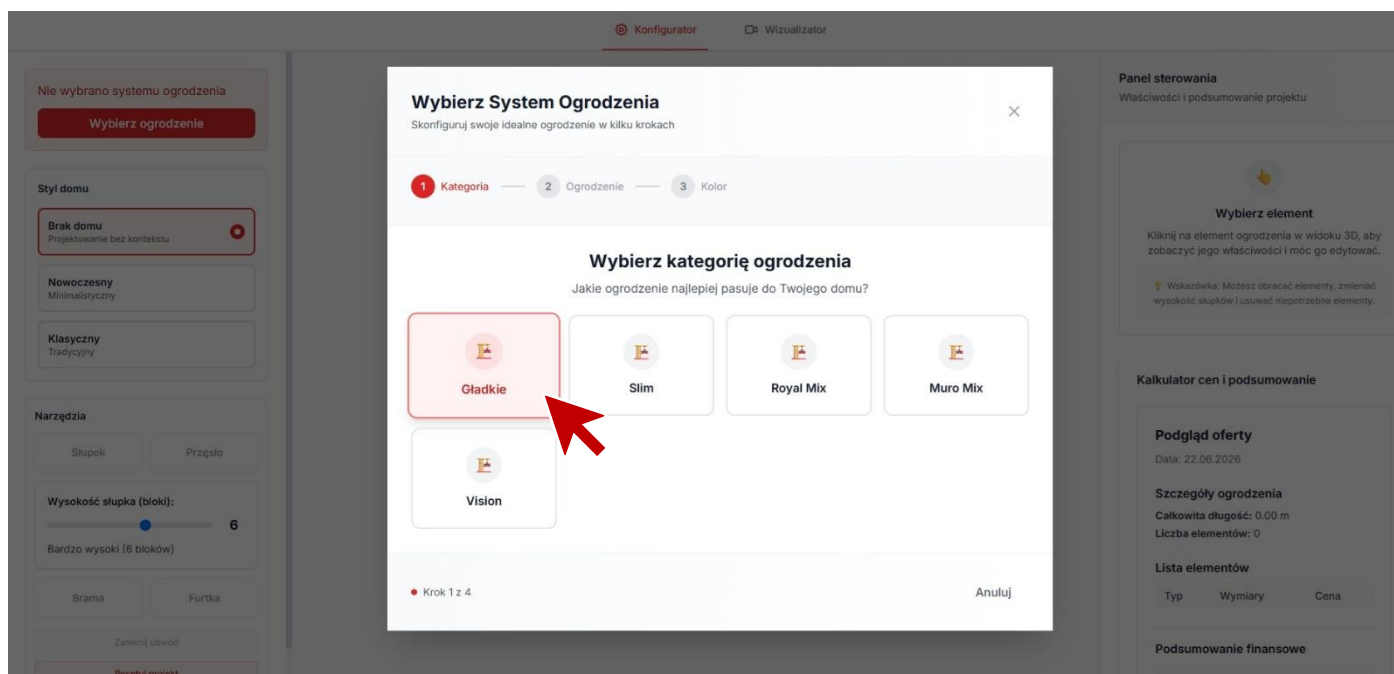 Konfigurator
Wizualizator
Nie wybrano systemu ogrodzenia
Wybierz ogrodzenie
Styl domu
Brak domu
Projektowanie bez kontekstu
Nowoczesny
Minimalistyczny
Klasyczny
Tradycyjny
Narzędzia
Słupek
Przęsło
Wysokość słupka (bloki):
6
Bardzo wysoki (6 bloków)
Brama
Furtka
Zamknij obwód
Resetuj projekt
Wybierz System Ogrodzenia
Skonfiguruj swoje idealne ogrodzenie w kilku krokach
1 Kategoria
2 Ogrodzenie
3 Kolor
Wybierz kategorię ogrodzenia
Jakie ogrodzenie najlepiej pasuje do Twojego domu?
Gładkie
Slim
Royal Mix
Muro Mix
Vision
Krok 1 z 4
Anuluj
Panel sterowania
Właściwości i podsumowanie projektu
Wybierz element
Kliknij na element ogrodzenia w widoku 3D, aby
zobaczyć jego właściwości i móc go edytować.
Wskazówka: Możesz obracać elementy, zmieniać
wysokość słupków i usuwać niepotrzebne elementy.
Kalkulator cen i podsumowanie
Podgląd oferty
Data: 22.06.2026
Szczegóły ogrodzenia
Całkowita długość: 0.00 m
Liczba elementów: 0
Lista elementów
Typ Wymiary Cena
Podsumowanie finansowe